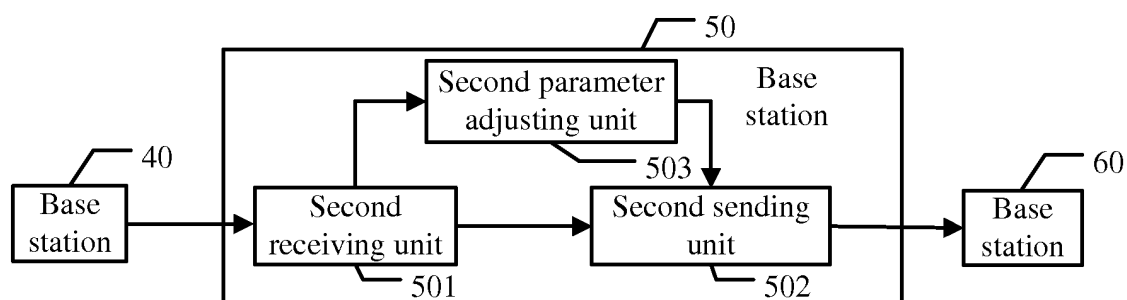 50
Second parameter
adjusting unit
Base
station
503
40
Base
station
Second
receiving unit
501
Second sending
unit
502
60
Base
station